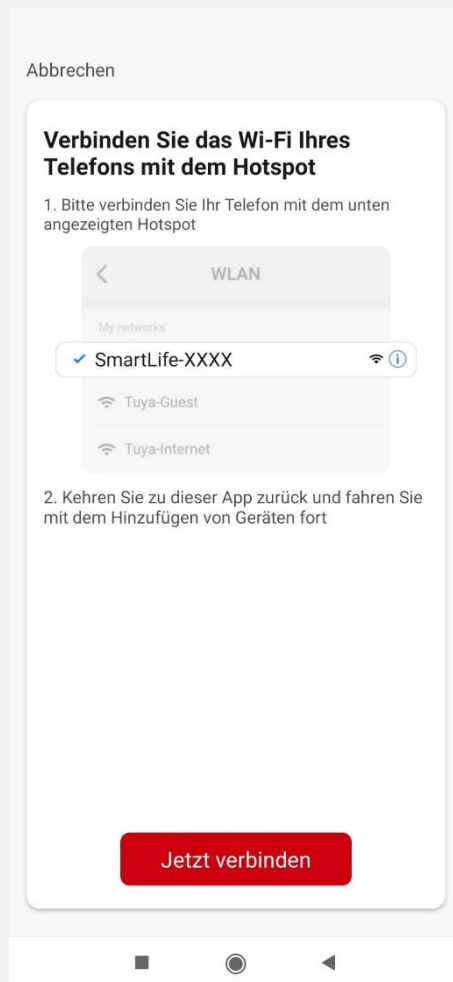 Abbrechen
Verbinden Sie das Wi-Fi Ihres
Telefons mit dem Hotspot
1. Bitte verbinden Sie Ihr Telefon mit dem unten
angezeigten Hotspot
WLAN
My networks
SmartLife-XXXX
Tuya-Guest
Tuya-Internet
2. Kehren Sie zu dieser App zurück und fahren Sie
mit dem Hinzufügen von Geräten fort
Jetzt verbinden